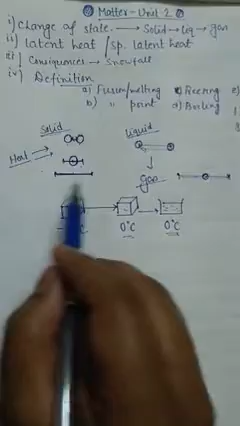 Matter - Unit - 2
i) Change of state. → Solid → liq → gas
ii) latent heat / sp. latent heat
iii) Consequences → Snowfall
iv) Definition
a) Fusion/melting c) Freezing e)
b) " point d) Boiling f
Solid
Liquid
Heat
gas
0°C 0°C